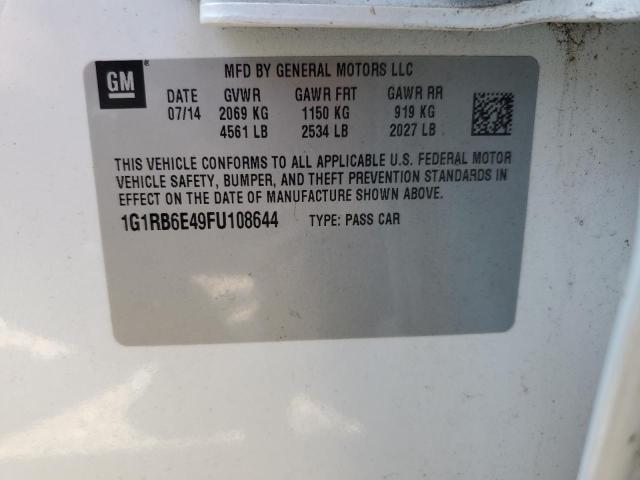 GM ® MFD BY GENERAL MOTORS LLC
DATE GVWR GAWR FRT GAWR RR
07/14 2069 KG 1150 KG 919 KG
4561 LB 2534 LB 2027 LB
THIS VEHICLE CONFORMS TO ALL APPLICABLE U.S. FEDERAL MOTOR
VEHICLE SAFETY, BUMPER, AND THEFT PREVENTION STANDARDS IN
EFFECT ON THE DATE OF MANUFACTURE SHOWN ABOVE.
1G1RB6E49FU108644 TYPE: PASS CAR